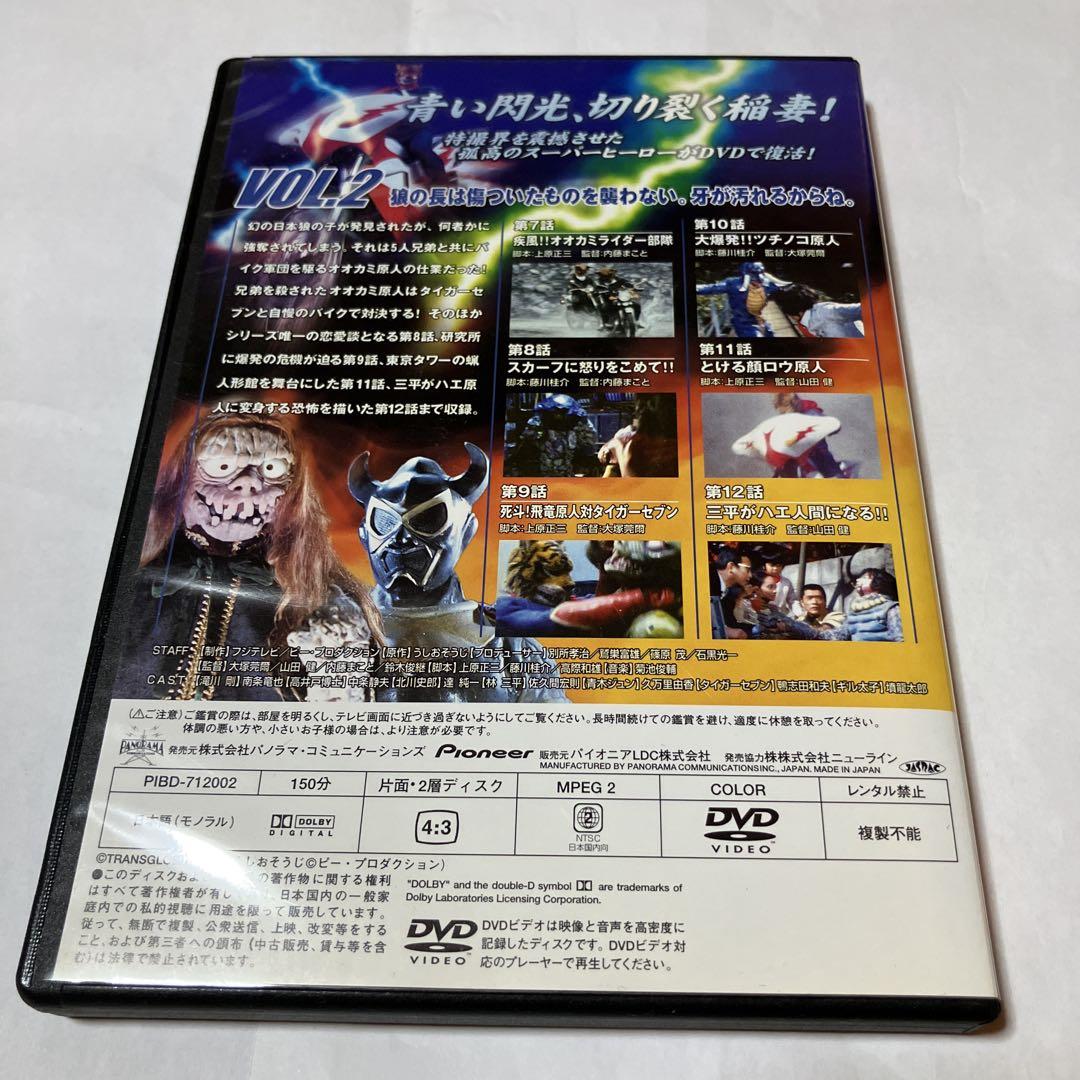 青い閃光、切り裂く稲妻!
特撮界を震撼させた
孤高のスーパーヒーローがDVDで復活!
VOL.2
狼の長は傷ついたものを襲わない。牙が汚れるからね。
幻の日本狼の子が発見されたが、何者かに
強奪されてしまう。それは5人兄弟と共にバ
イク軍団を駆るオオカミ原人の仕業だった!
兄弟を殺されたオオカミ原人はタイガーセ
ブンと自慢のバイクで対決する! そのほか
シリーズ唯一の恋愛談となる第8話、研究所
に爆発の危機が迫る第9話、東京タワーの蝋
人形館を舞台にした第11話、三平がハエ原
人に変身する恐怖を描いた第12話まで収録。
第7話
疾風!!オオカミライダー部隊
脚本:上原正三 監督:内藤まこと
第8話
スカーフに怒りをこめて!!
脚本:藤川桂介 監督:内藤まこと
第9話
死斗!飛竜原人対タイガーセブン
脚本:上原正三 監督:大塚莞爾
第10話
大爆発!!ツチノコ原人
脚本:藤川桂介 監督:大塚莞爾
第11話
とける顔ロウ原人
脚本:上原正三 監督:山田 健
第12話
三平がハエ人間になる!!
脚本:藤川桂介 監督:山田 健
STAFF 【制作】フジテレビ/ピー・プロダクション【原作】うしおそうじ【プロデューサー】別所孝治/鷺巣富雄/篠原 茂/石黒光一
【監督】大塚莞爾/山田 健/内藤まこと/鈴木俊継【脚本】上原正三/藤川桂介/高際和雄【音楽】菊池俊輔
CAST 【滝川 剛】南条竜也【高井戸博士】中条静夫【北川史郎】達 純一【林 三平】佐久間宏則【青木ジュン】久万里由香【タイガーセブン】鴨志田和夫【ギル太子】墳龍太郎
(⚠ご注意)ご鑑賞の際は、部屋を明るくし、テレビ画面に近づき過ぎないようにしてご覧ください。長時間続けての鑑賞を避け、適度に休憩を取ってください。
体調の悪い方や、小さいお子様の場合は、より注意が必要です。
PANORAMA 発売元株式会社パノラマ・コミュニケーションズ Pioneer 販売元パイオニアLDC株式会社 発売協力株株式会社ニューライン
MANUFACTURED BY PANORAMA COMMUNICATIONS INC., JAPAN. MADE IN JAPAN
JASRAC
PIBD-712002 150分 片面・2層ディスク MPEG 2 COLOR レンタル禁止
日本語(モノラル) DOLBY DIGITAL 4:3 2 NTSC 日本国内向 DVD VIDEO 複製不能
©TRANSGLO しおそうじ©ピー・プロダクション)
●このディスクおよ の著作物に関する権利
はすべて著作権者が有し 日本国内の一般家
庭内での私的視聴に用途を限って販売しています。
従って、無断で複製、公衆送信、上映、改変等をする
こと、および第三者への頒布(中古販売、貸与等を含
む)は法律で禁止されています。
"DOLBY" and the double-D symbol are trademarks of
Dolby Laboratories Licensing Corporation.
DVD VIDEO
DVDビデオは映像と音声を高密度に
記録したディスクです。DVDビデオ対
応のプレーヤーで再生してください。